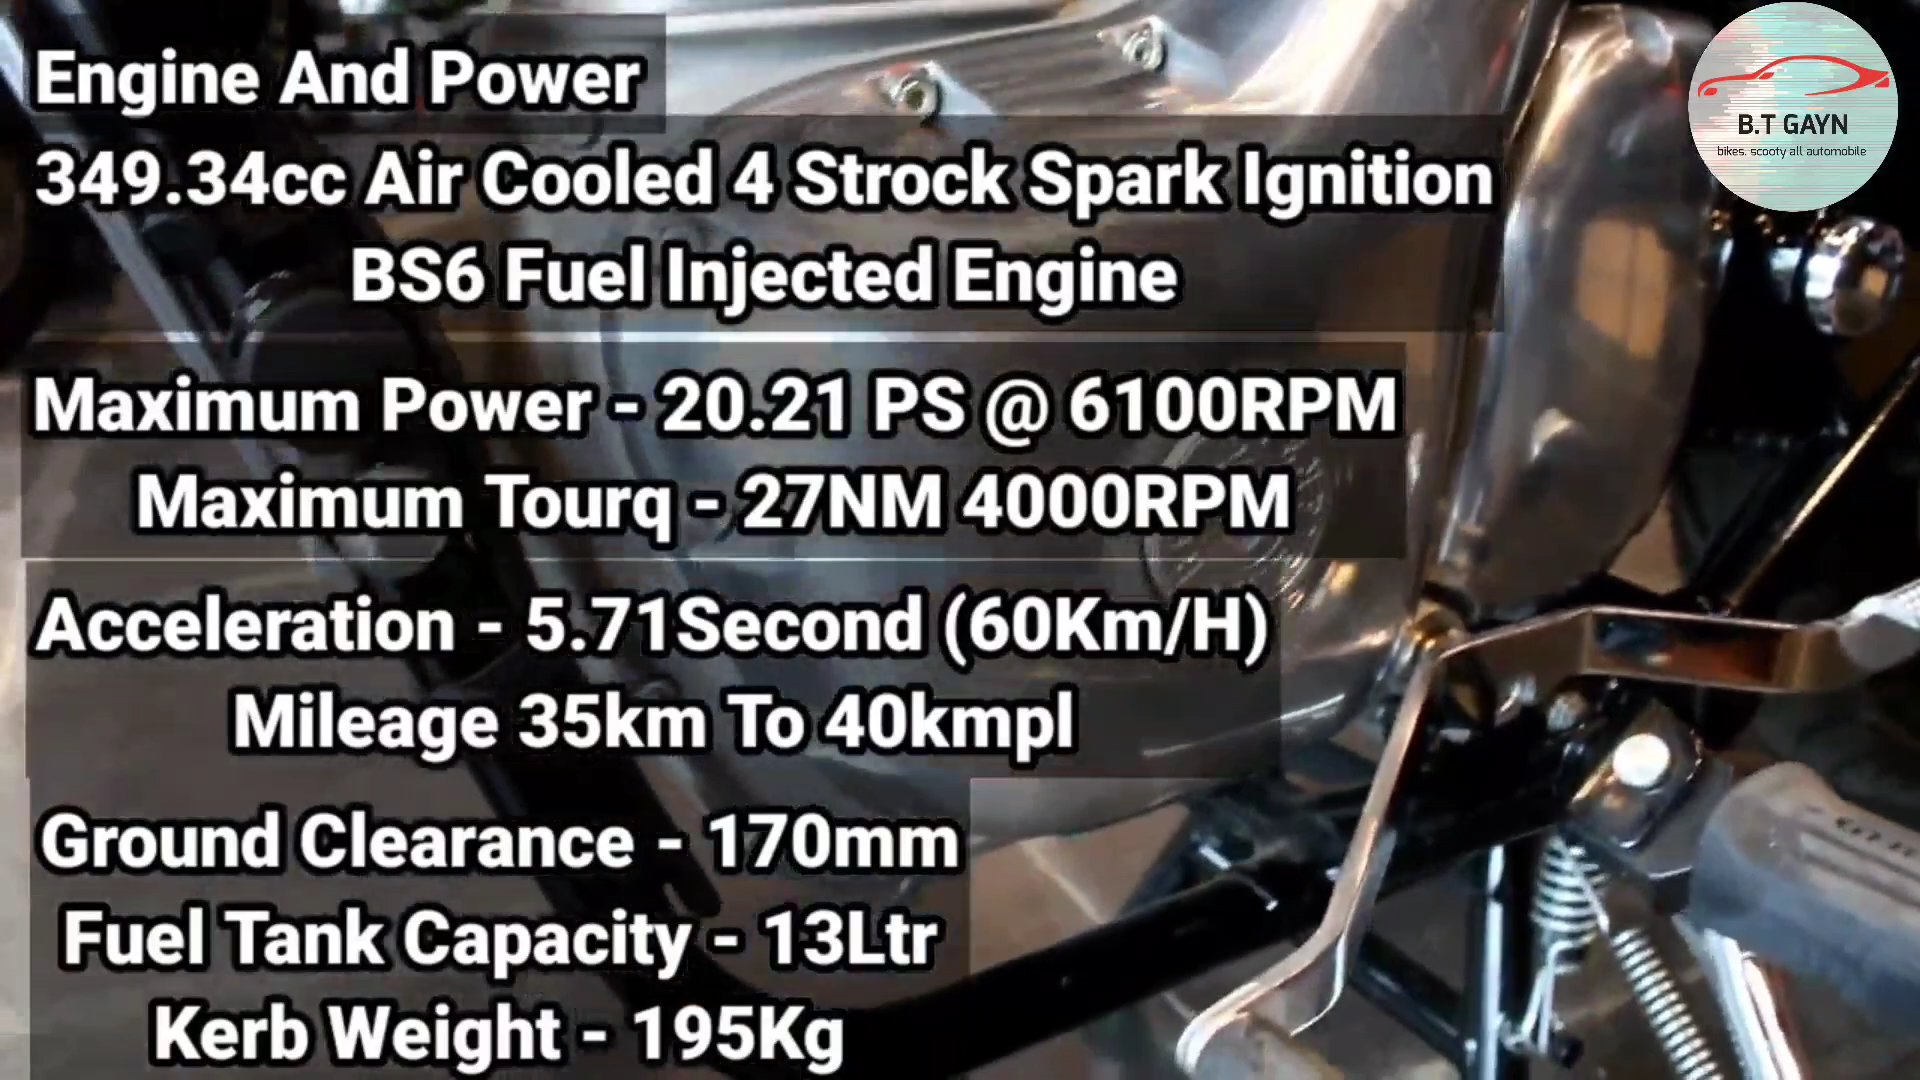 Engine And Power
349.34cc Air Cooled 4 Strock Spark Ignition
BS6 Fuel Injected Engine
Maximum Power - 20.21 PS @ 6100RPM
Maximum Tourq - 27NM 4000RPM
Acceleration - 5.71Second (60Km/H)
Mileage 35km To 40kmpl
Ground Clearance - 170mm
Fuel Tank Capacity - 13Ltr
Kerb Weight - 195Kg
B.T GAYN
bikes. scooty all automobile